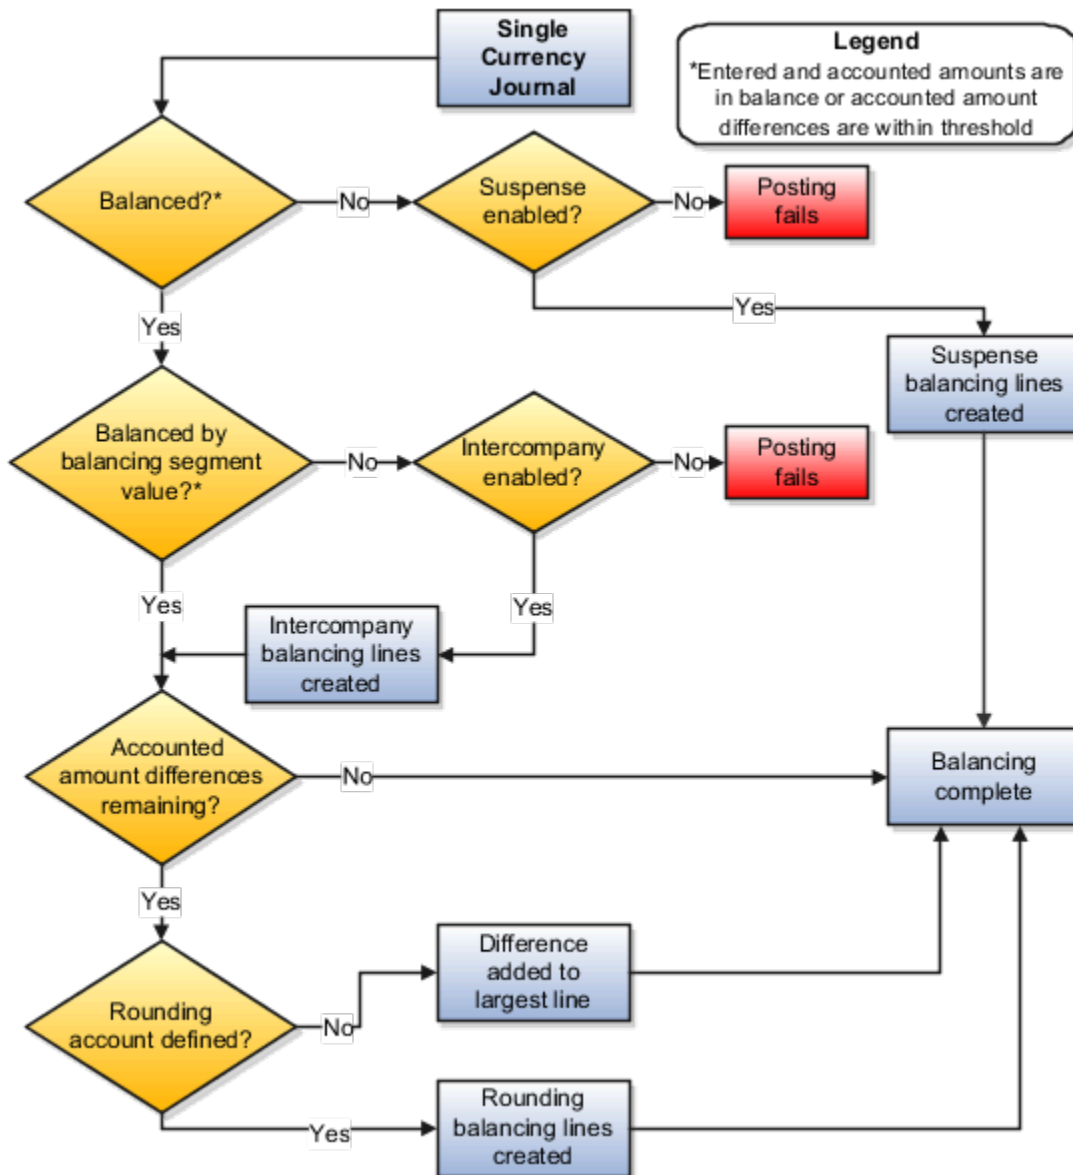 Single
Currency
Journal
Legend
*Entered and accounted amounts are
in balance or accounted amount
differences are within threshold
Balanced?*
No
Suspense
enabled?
No
Posting
fails
Yes
Yes
Suspense
balancing lines
created
Balanced by
balancing segment
value?*
No
Intercompany
enabled?
No
Posting
fails
Yes
Yes
Intercompany
balancing lines
created
Accounted
amount differences
remaining?
No
Balancing
complete
Yes
Difference
added to
largest line
Rounding
account defined?
No
Yes
Rounding
balancing lines
created